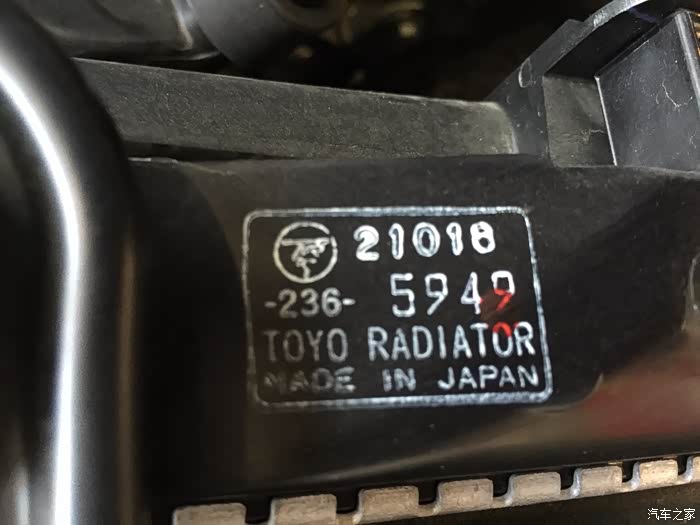 21018
-236- 5949
TOYO RADIATOR
MADE IN JAPAN
汽车之家